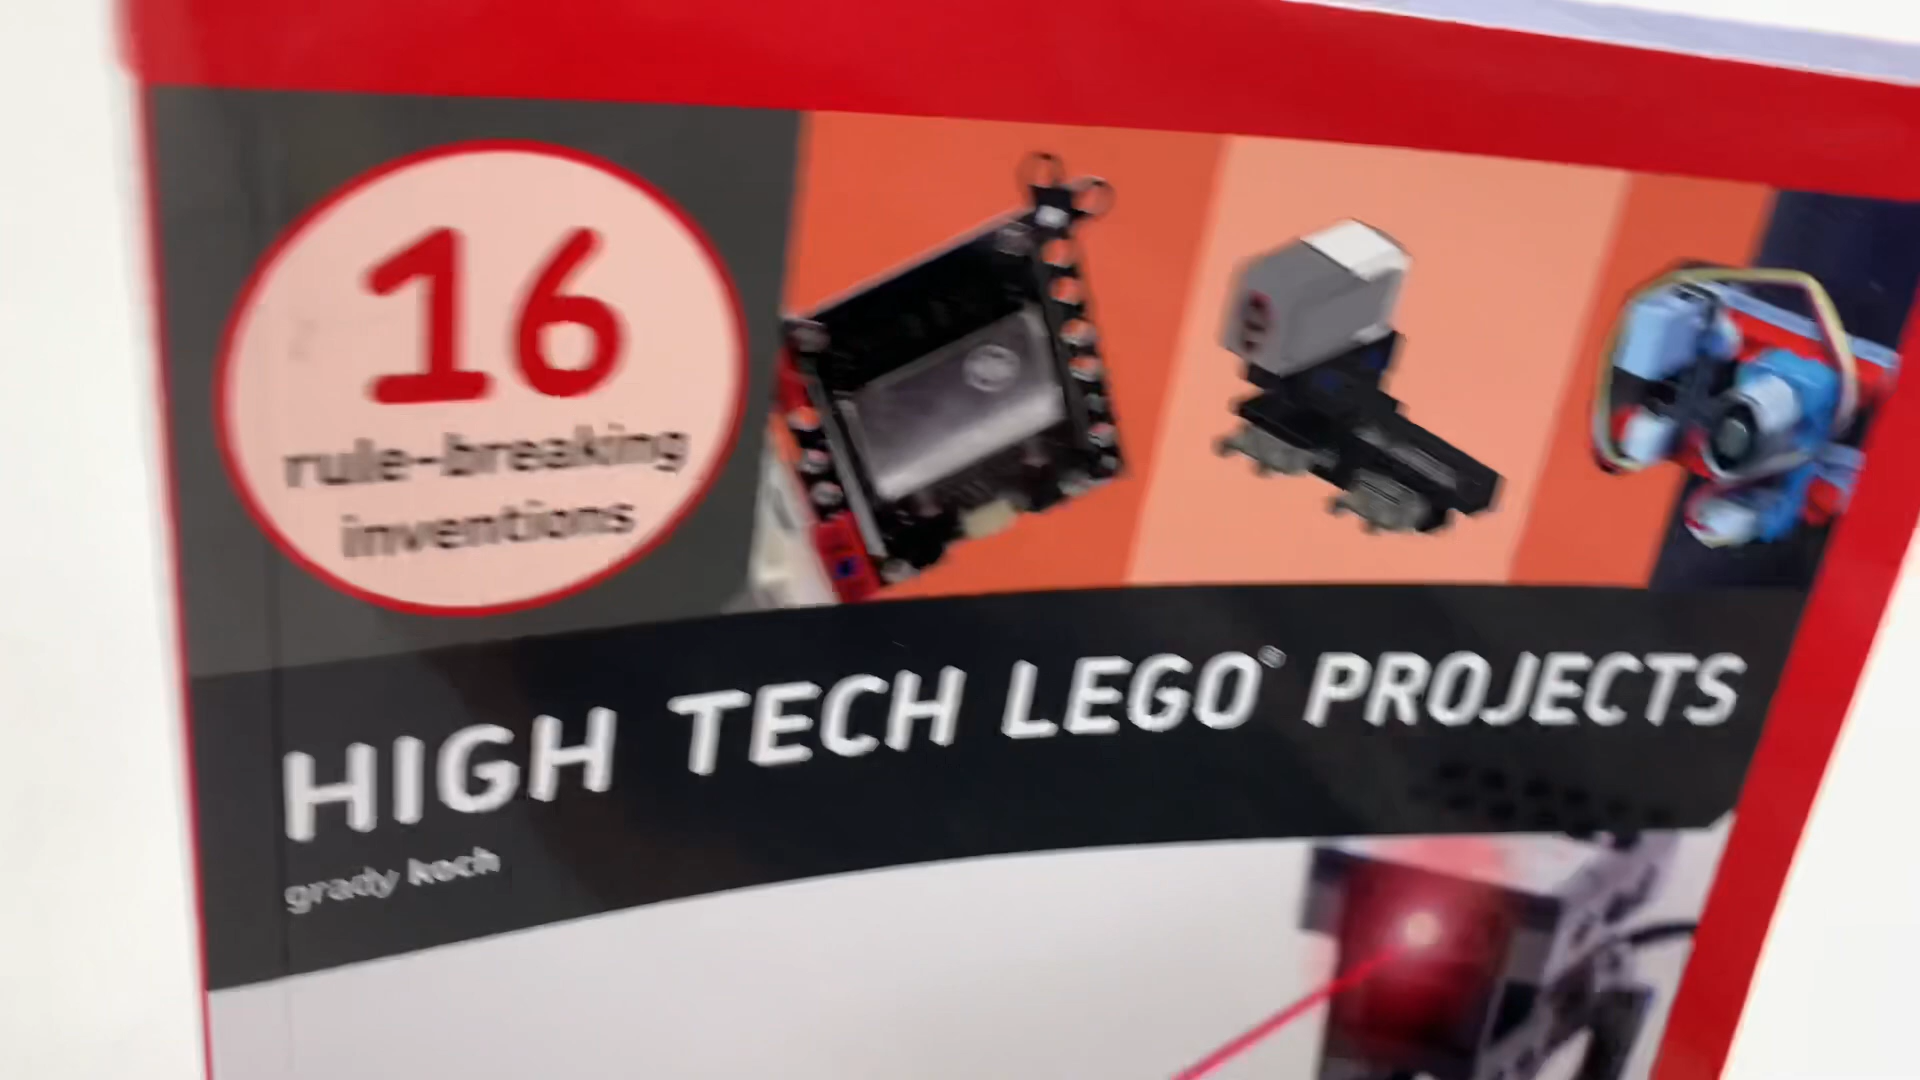 16
rule-breaking
inventions
HIGH TECH LEGO® PROJECTS
grady koch